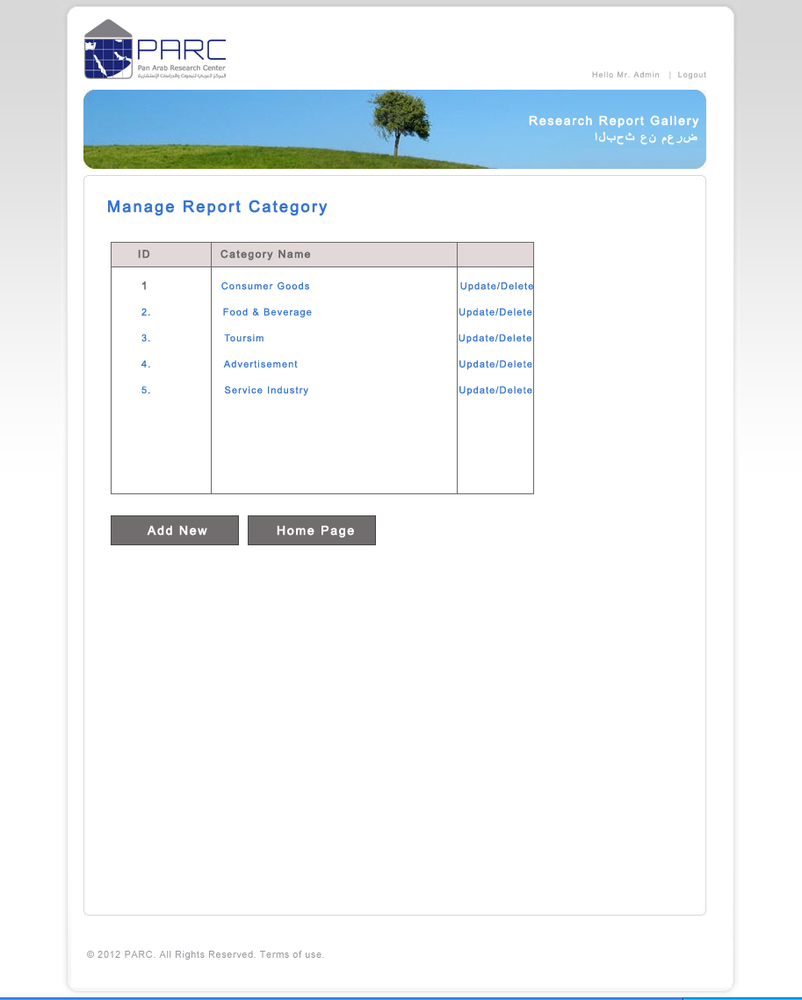 PARC
Pan Arab Research Center
المركز العربي للبحوث والدراسات الإستشارية
Hello Mr. Admin | Logout
Research Report Gallery
ضرعم نع ثحبلا
Manage Report Category
ID Category Name
1 Consumer Goods Update/Delete
2. Food & Beverage Update/Delete
3. Toursim Update/Delete
4. Advertisement Update/Delete
5. Service Industry Update/Delete
Add New Home Page
© 2012 PARC. All Rights Reserved. Terms of use.